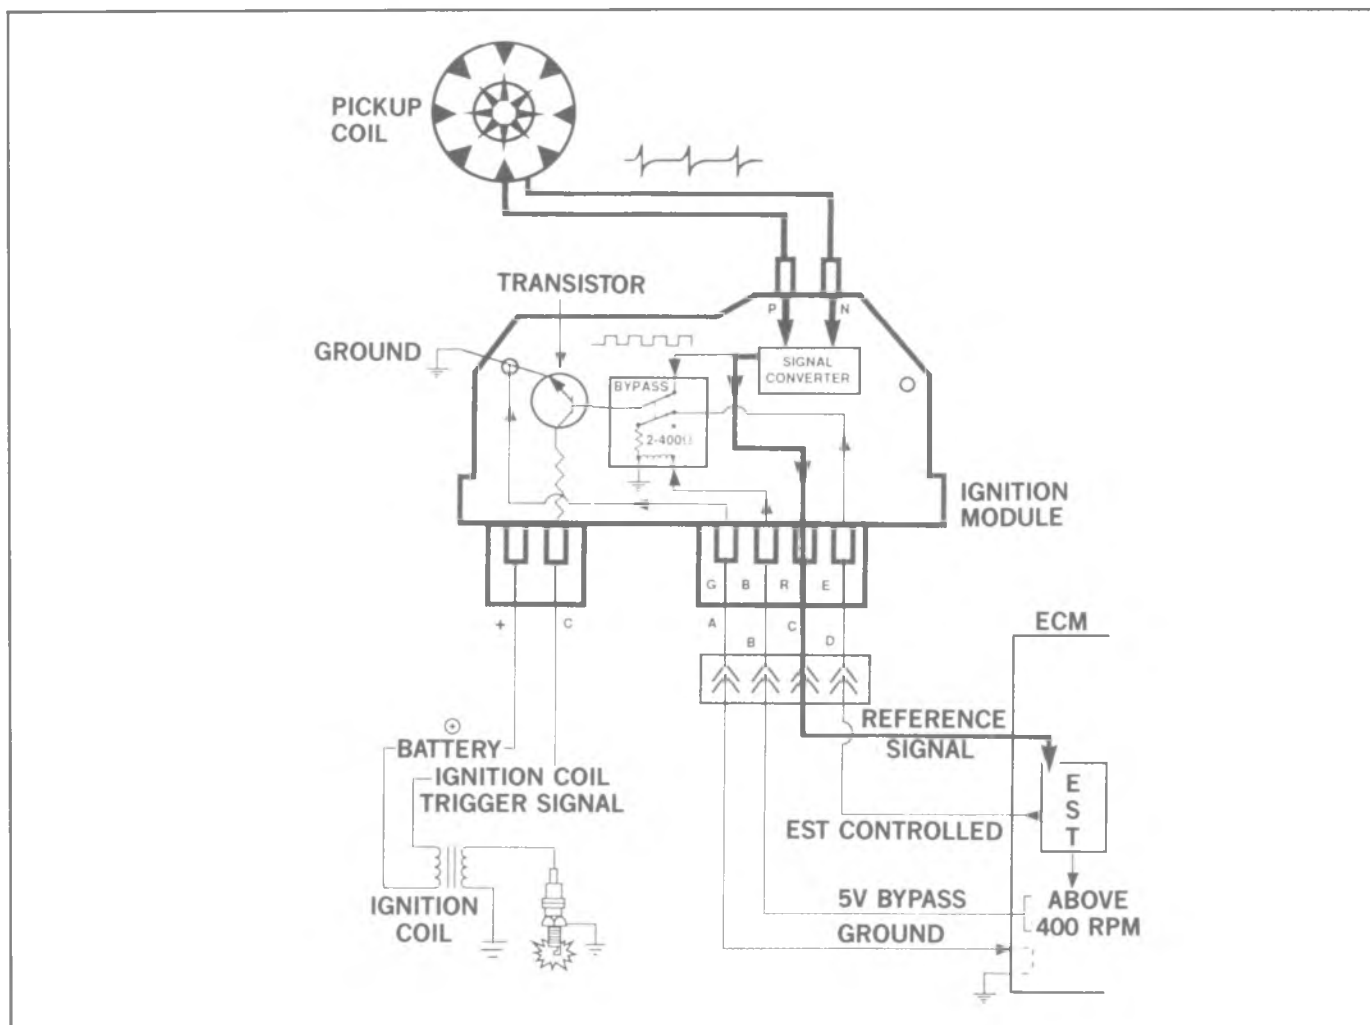 PICKUP
COIL
TRANSISTOR
P N
GROUND
SIGNAL
CONVERTER
BYPASS
2-400Ω
IGNITION
MODULE
G B R E
+ C
A B C D
ECM
REFERENCE
SIGNAL
+
BATTERY
IGNITION COIL
TRIGGER SIGNAL
EST CONTROLLED
E
S
T
5V BYPASS
ABOVE
400 RPM
GROUND
IGNITION
COIL